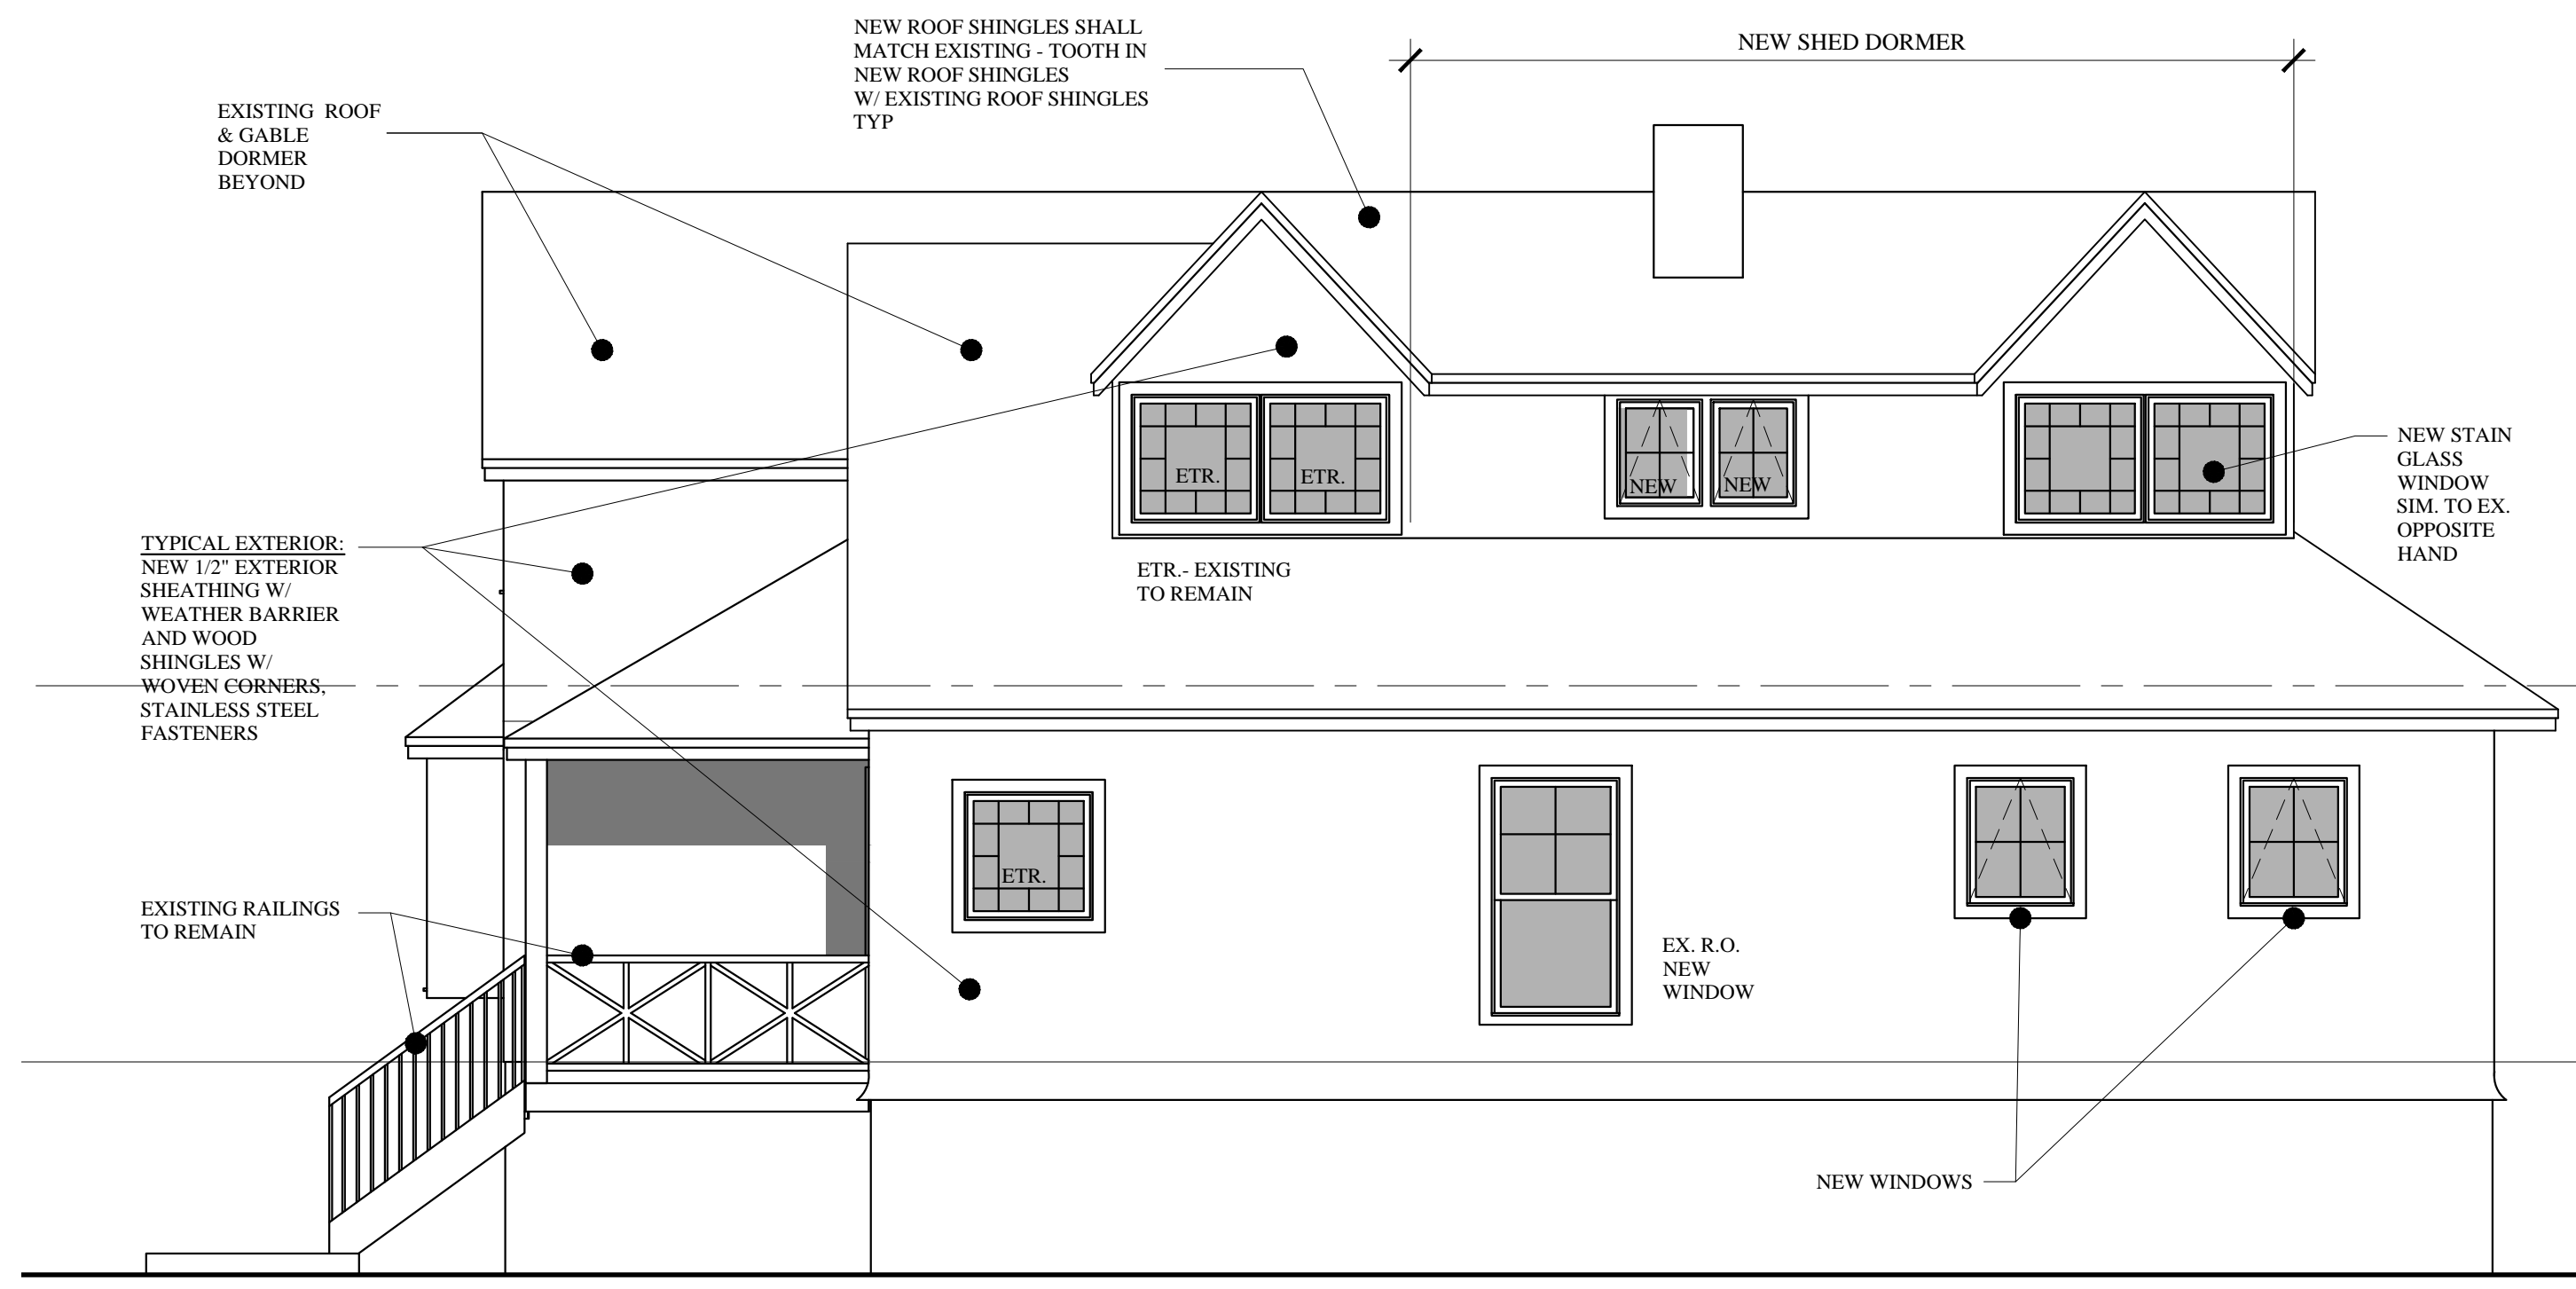 NEW ROOF SHINGLES SHALL
MATCH EXISTING - TOOTH IN
NEW ROOF SHINGLES
W/ EXISTING ROOF SHINGLES
TYP
NEW SHED DORMER
EXISTING ROOF
& GABLE
DORMER
BEYOND
NEW STAIN
GLASS
WINDOW
SIM. TO EX.
OPPOSITE
HAND
ETR.
ETR.
NEW
NEW
TYPICAL EXTERIOR:
NEW 1/2" EXTERIOR
SHEATHING W/
WEATHER BARRIER
AND WOOD
SHINGLES W/
WOVEN CORNERS,
STAINLESS STEEL
FASTENERS
ETR.- EXISTING
TO REMAIN
ETR.
EXISTING RAILINGS
TO REMAIN
EX. R.O.
NEW
WINDOW
NEW WINDOWS